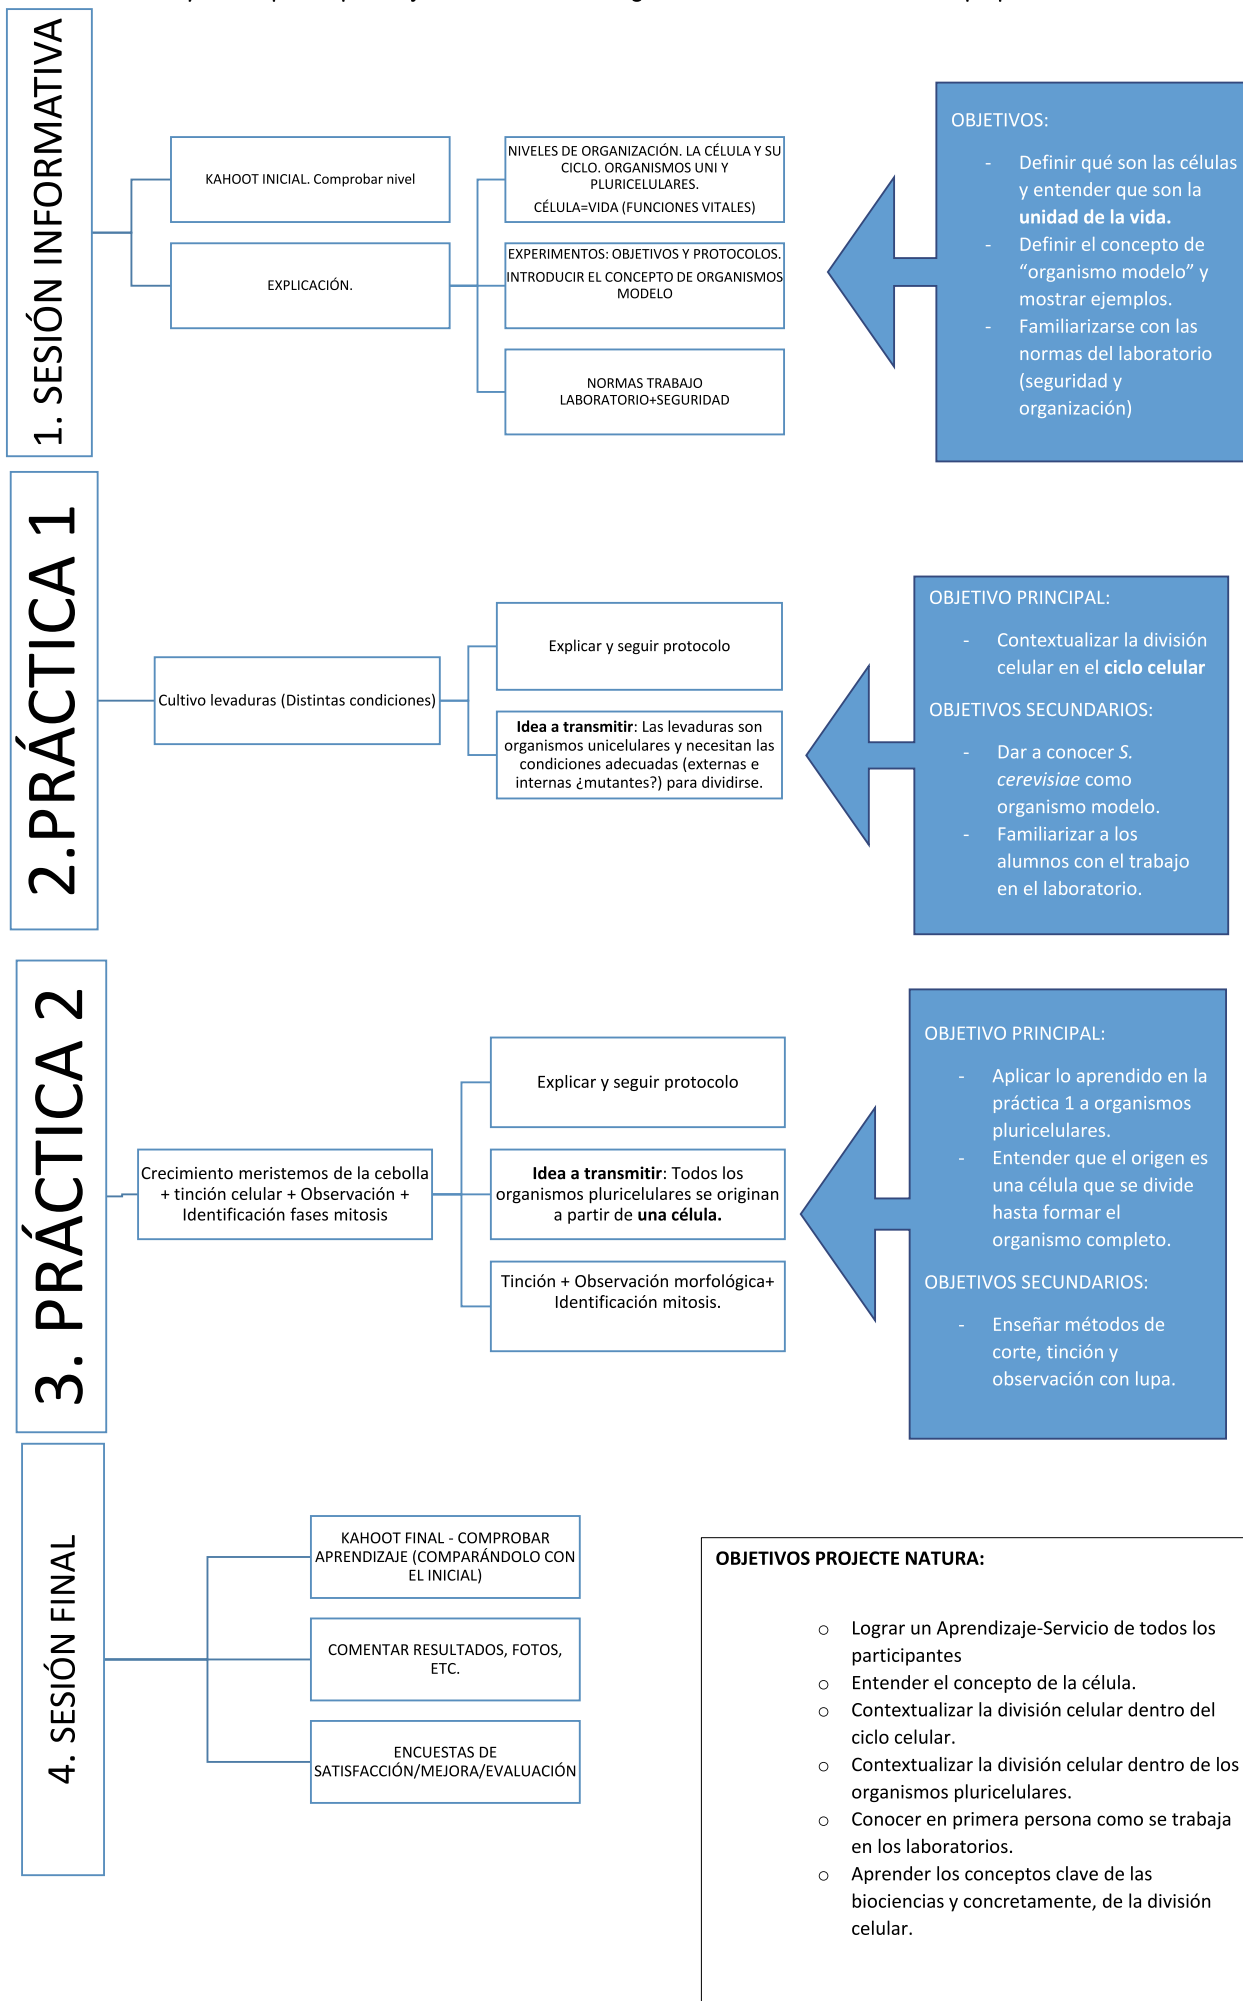 1. SESIÓN INFORMATIVA
KAHOOT INICIAL. Comprobar nivel
EXPLICACIÓN.
NIVELES DE ORGANIZACIÓN. LA CÉLULA Y SU
CICLO. ORGANISMOS UNI Y
PLURICELULARES.
CÉLULA=VIDA (FUNCIONES VITALES)
EXPERIMENTOS: OBJETIVOS Y PROTOCOLOS.
INTRODUCIR EL CONCEPTO DE ORGANISMOS
MODELO
NORMAS TRABAJO
LABORATORIO+SEGURIDAD
OBJETIVOS:
- Definir qué son las células
y entender que son la
unidad de la vida.
- Definir el concepto de
“organismo modelo” y
mostrar ejemplos.
- Familiarizarse con las
normas del laboratorio
(seguridad y
organización)
2.PRÁCTICA 1
Cultivo levaduras (Distintas condiciones)
Explicar y seguir protocolo
Idea a transmitir: Las levaduras son
organismos unicelulares y necesitan las
condiciones adecuadas (externas e
internas ¿mutantes?) para dividirse.
OBJETIVO PRINCIPAL:
- Contextualizar la división
celular en el ciclo celular
OBJETIVOS SECUNDARIOS:
- Dar a conocer S.
cerevisiae como
organismo modelo.
- Familiarizar a los
alumnos con el trabajo
en el laboratorio.
3. PRÁCTICA 2
Crecimiento meristemos de la cebolla
+ tinción celular + Observación +
Identificación fases mitosis
Explicar y seguir protocolo
Idea a transmitir: Todos los
organismos pluricelulares se originan
a partir de una célula.
Tinción + Observación morfológica+
Identificación mitosis.
OBJETIVO PRINCIPAL:
- Aplicar lo aprendido en la
práctica 1 a organismos
pluricelulares.
- Entender que el origen es
una célula que se divide
hasta formar el
organismo completo.
OBJETIVOS SECUNDARIOS:
- Enseñar métodos de
corte, tinción y
observación con lupa.
4. SESIÓN FINAL
KAHOOT FINAL - COMPROBAR
APRENDIZAJE (COMPARÁNDOLO CON
EL INICIAL)
COMENTAR RESULTADOS, FOTOS,
ETC.
ENCUESTAS DE
SATISFACCIÓN/MEJORA/EVALUACIÓN
OBJETIVOS PROJECTE NATURA:
o Lograr un Aprendizaje-Servicio de todos los
participantes
o Entender el concepto de la célula.
o Contextualizar la división celular dentro del
ciclo celular.
o Contextualizar la división celular dentro de los
organismos pluricelulares.
o Conocer en primera persona como se trabaja
en los laboratorios.
o Aprender los conceptos clave de las
biociencias y concretamente, de la división
celular.